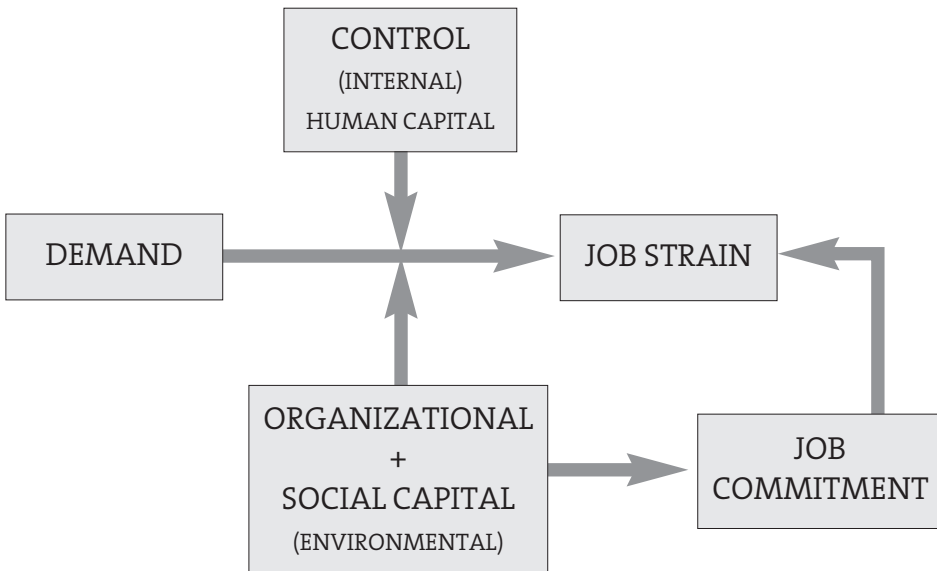 CONTROL
(INTERNAL)
HUMAN CAPITAL
DEMAND
JOB STRAIN
ORGANIZATIONAL
+
SOCIAL CAPITAL
(ENVIRONMENTAL)
JOB
COMMITMENT